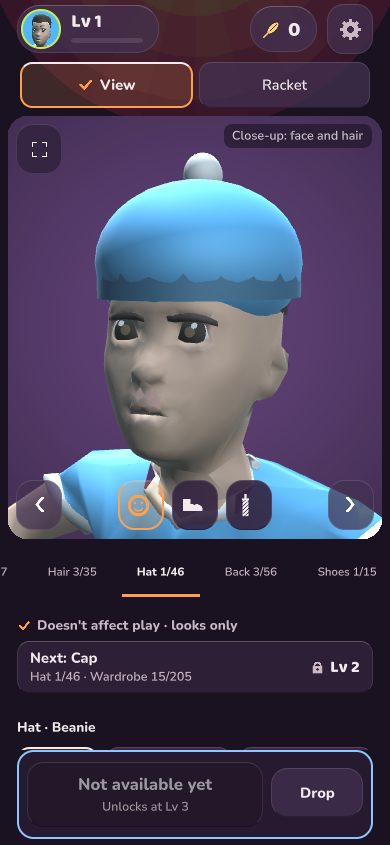 Lv 1
0
View
Racket
Close-up: face and hair
7
Hair 3/35
Hat 1/46
Back 3/56
Shoes 1/15
Doesn't affect play · looks only
Next: Cap
Hat 1/46 · Wardrobe 15/205
Lv 2
Hat · Beanie
Not available yet
Unlocks at Lv 3
Drop